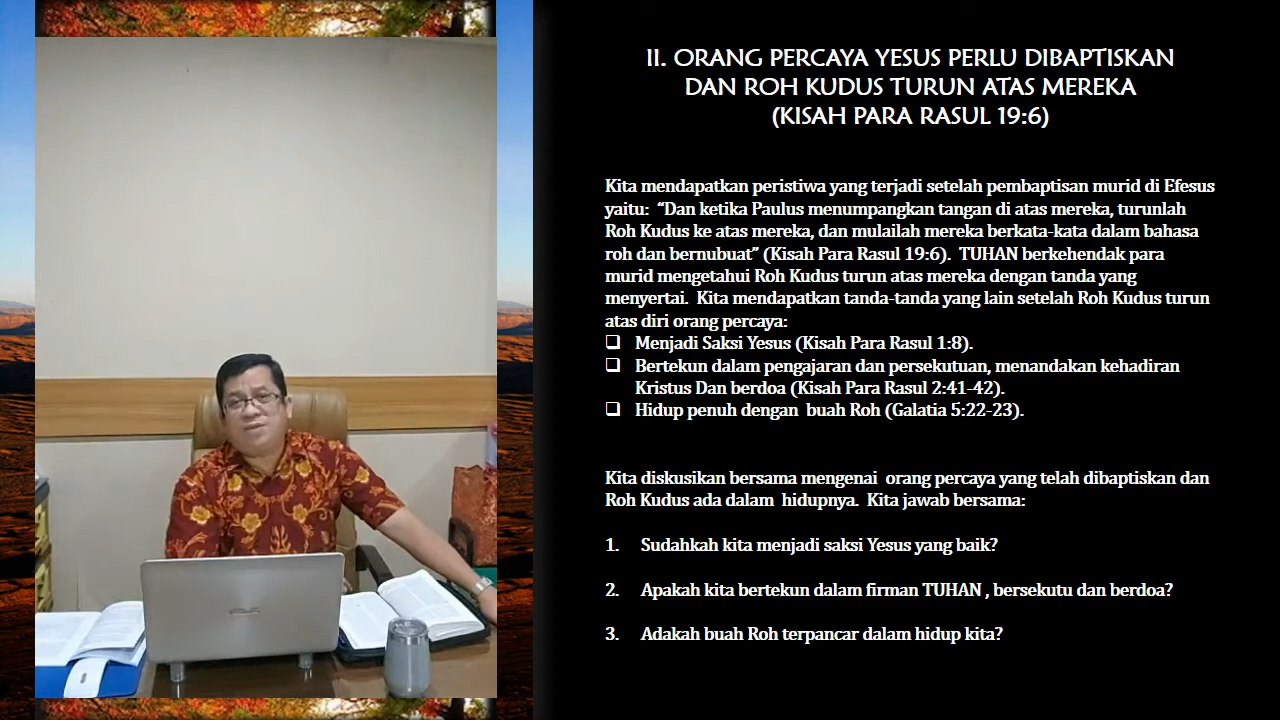 II. ORANG PERCAYA YESUS PERLU DIBAPTISKAN
DAN ROH KUDUS TURUN ATAS MEREKA
(KISAH PARA RASUL 19:6)
Kita mendapatkan peristiwa yang terjadi setelah pembaptisan murid di Efesus
yaitu: “Dan ketika Paulus menumpangkan tangan di atas mereka, turunlah
Roh Kudus ke atas mereka, dan mulailah mereka berkata-kata dalam bahasa
roh dan bernubuat” (Kisah Para Rasul 19:6). TUHAN berkehendak para
murid mengetahui Roh Kudus turun atas mereka dengan tanda yang
menyertai. Kita mendapatkan tanda-tanda yang lain setelah Roh Kudus turun
atas diri orang percaya:
❑ Menjadi Saksi Yesus (Kisah Para Rasul 1:8).
❑ Bertekun dalam pengajaran dan persekutuan, menandakan kehadiran
Kristus Dan berdoa (Kisah Para Rasul 2:41-42).
❑ Hidup penuh dengan buah Roh (Galatia 5:22-23).
Kita diskusikan bersama mengenai orang percaya yang telah dibaptiskan dan
Roh Kudus ada dalam hidupnya. Kita jawab bersama:
1. Sudahkah kita menjadi saksi Yesus yang baik?
2. Apakah kita bertekun dalam firman TUHAN , bersekutu dan berdoa?
3. Adakah buah Roh terpancar dalam hidup kita?